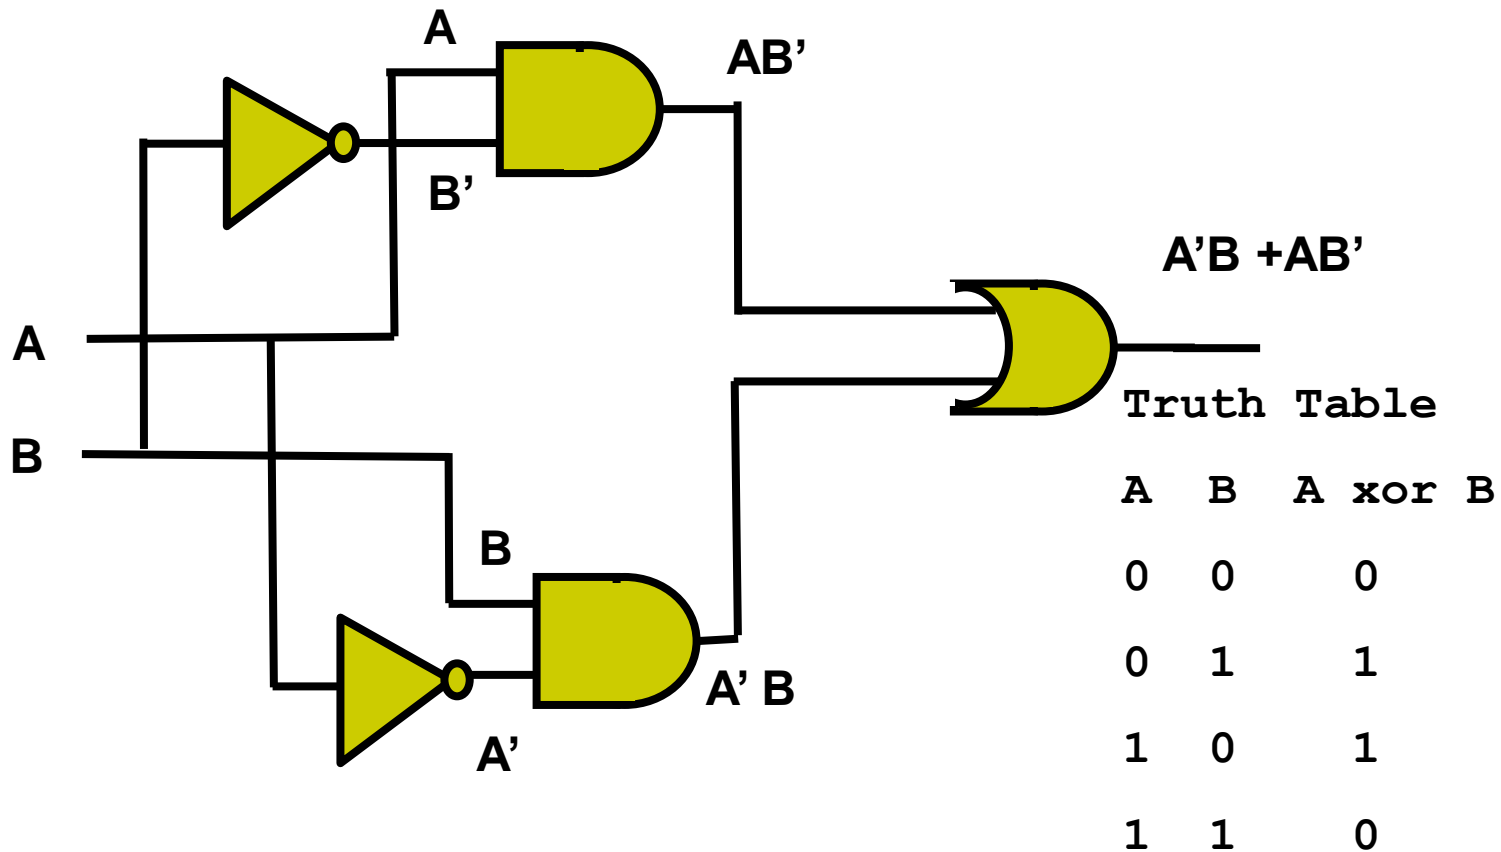 A
AB’
B’
A’B +AB’
A
B
B
A’ B
A’
Truth Table
A B A xor B
0 0 0
0 1 1
1 0 1
1 1 0